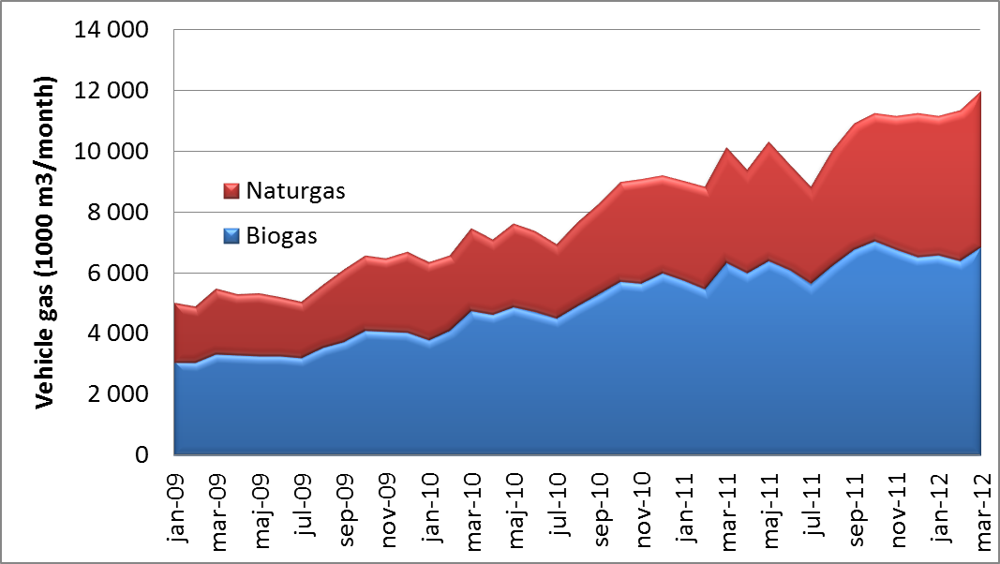 Vehicle gas (1000 m3/month)
14 000
12 000
10 000
8 000
6 000
4 000
2 000
0
Naturgas
Biogas
jan-09
mar-09
maj-09
jul-09
sep-09
nov-09
jan-10
mar-10
maj-10
jul-10
sep-10
nov-10
jan-11
mar-11
maj-11
jul-11
sep-11
nov-11
jan-12
mar-12